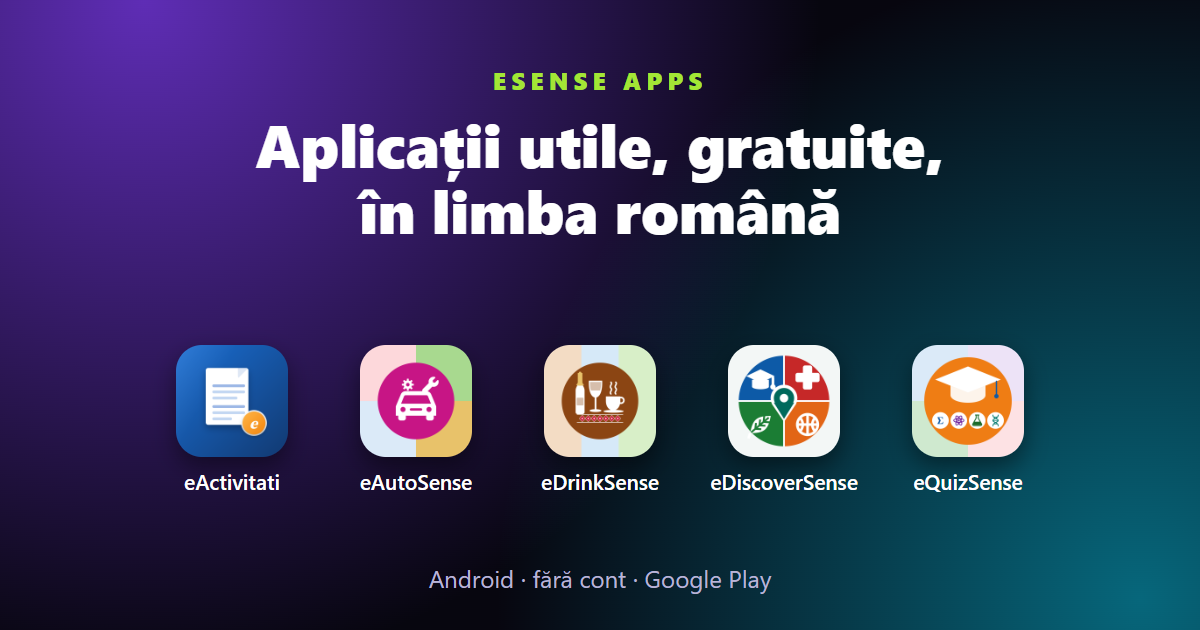 ESENSE APPS
Aplicații utile, gratuite,
în limba română
e
Σ
eActivitati
eAutoSense
eDrinkSense
eDiscoverSense
eQuizSense
Android · fără cont · Google Play